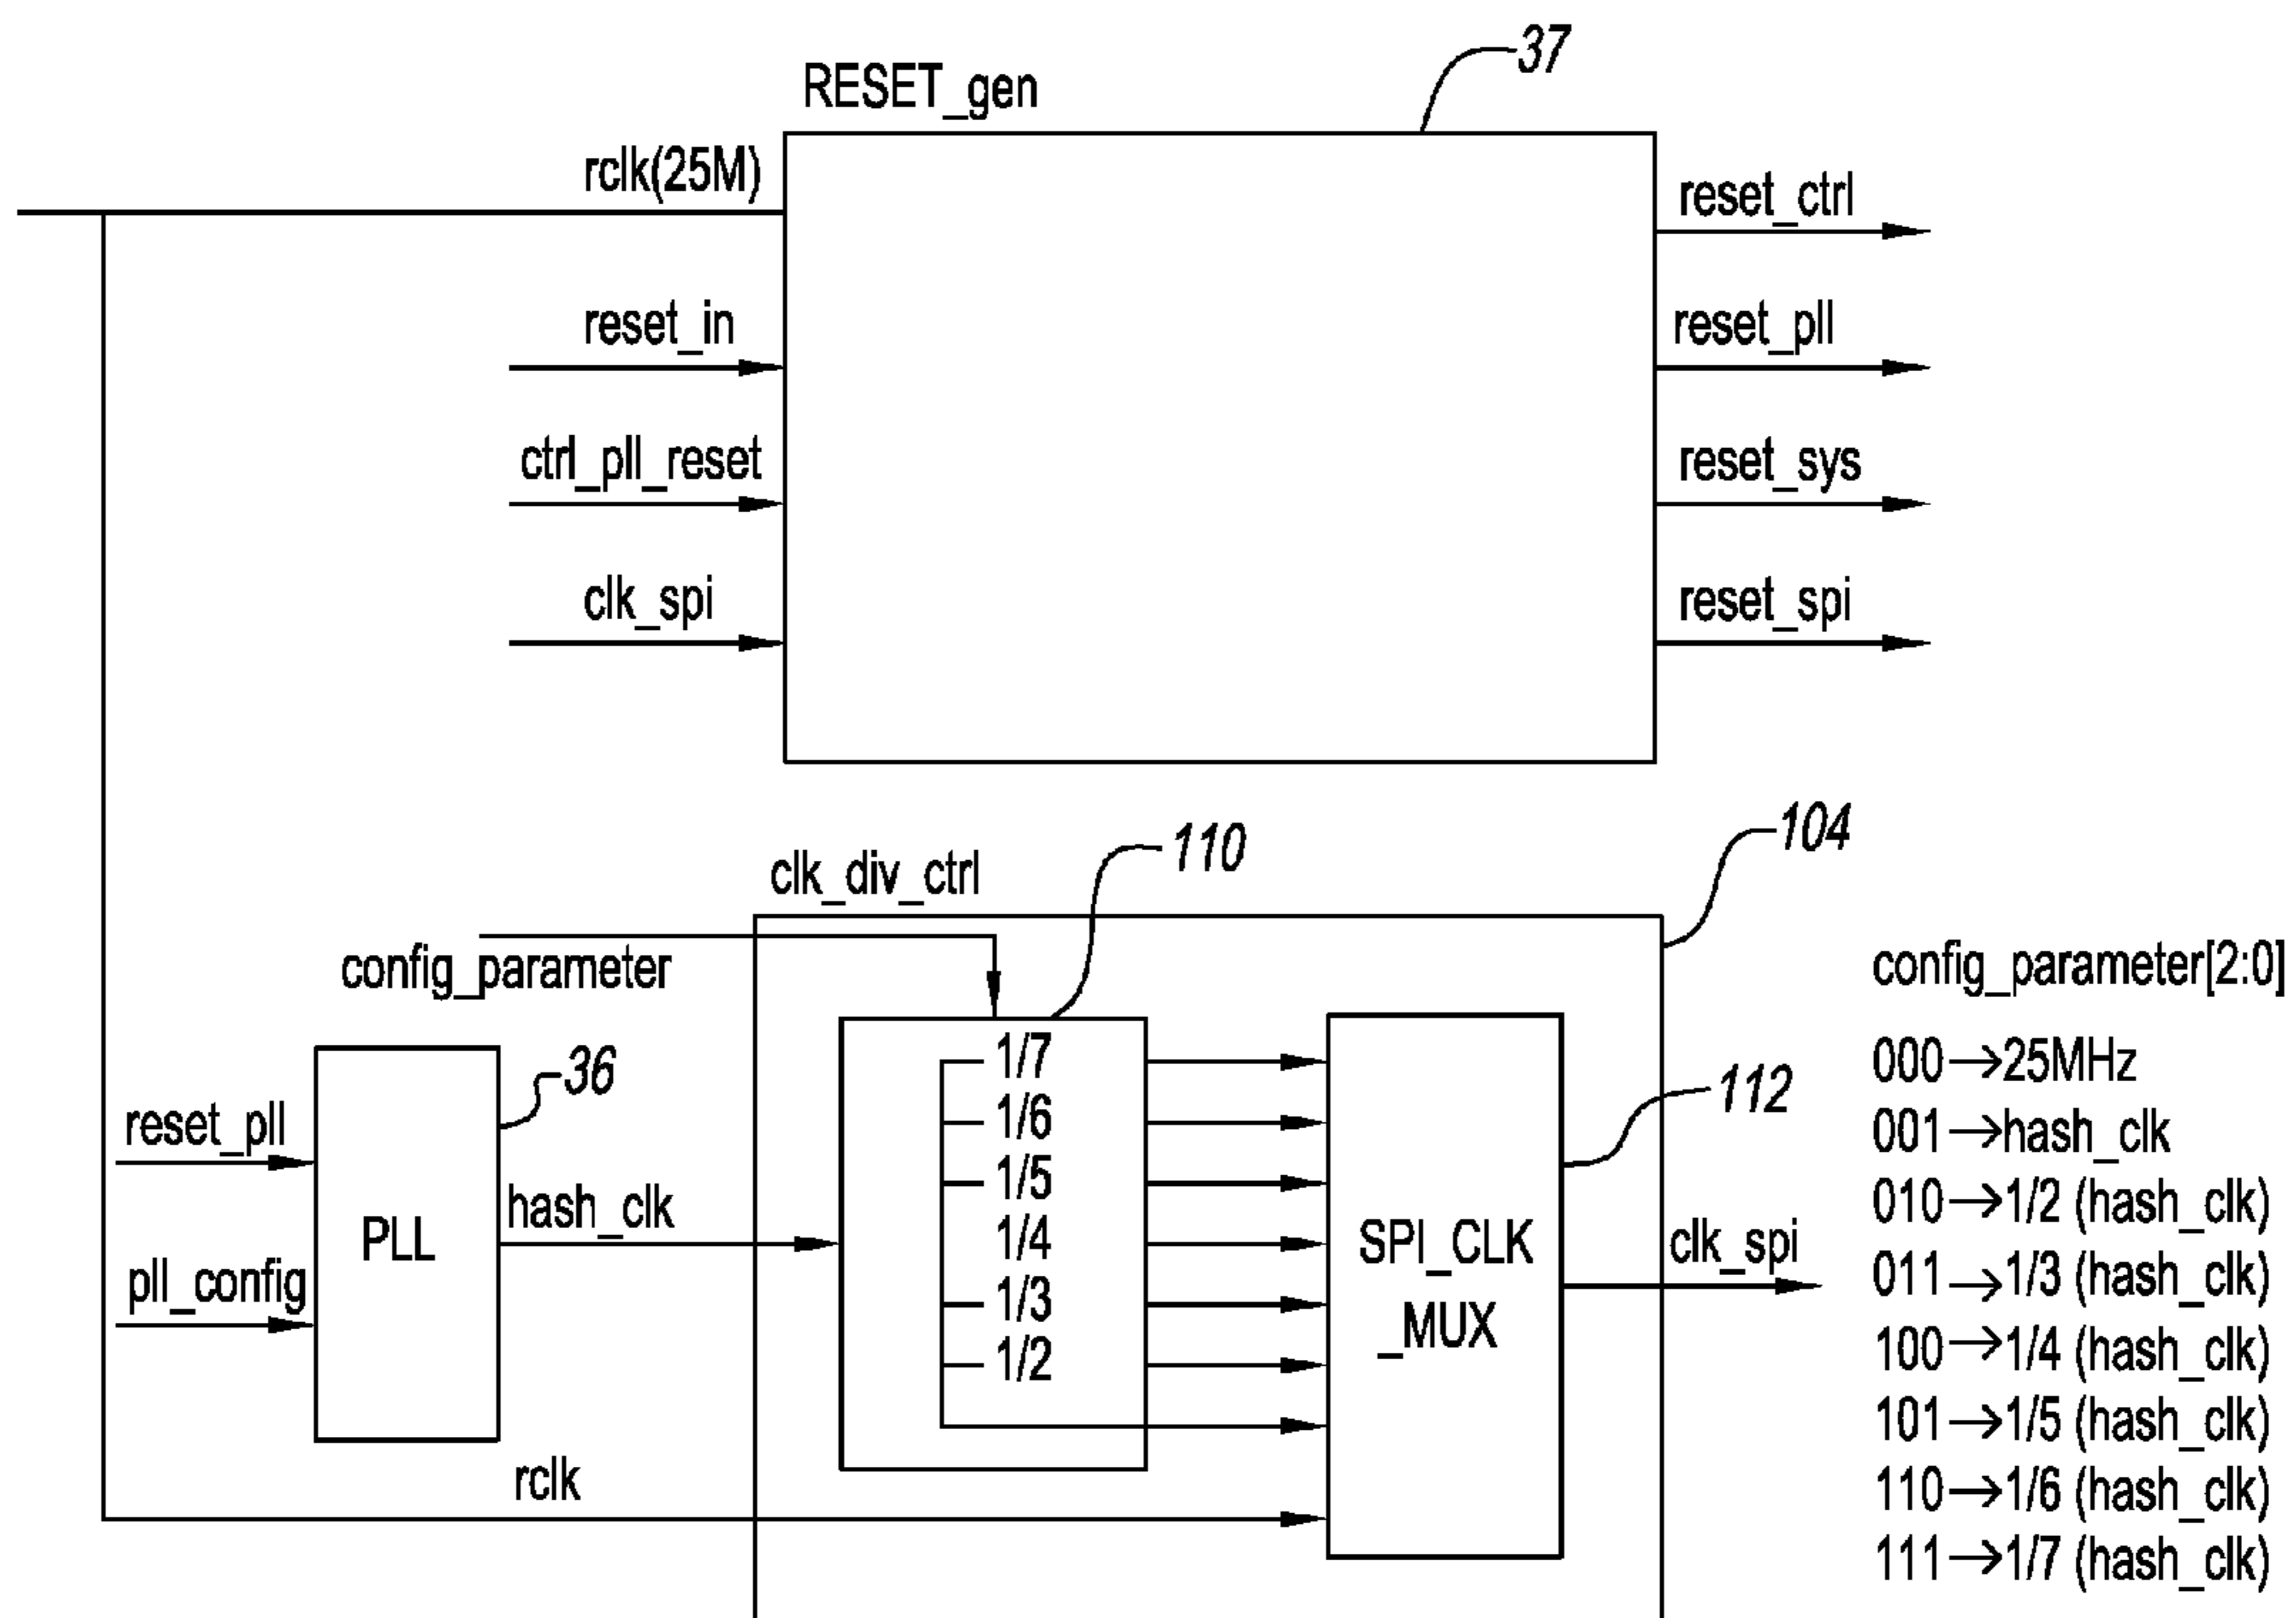 37
RESET_gen
rclk(25M)
reset_ctrl
reset_in
reset_pll
ctrl_pll_reset
reset_sys
clk_spi
reset_spi
104
110
clk_div_ctrl
config_parameter
config_parameter[2:0]
36
reset_pll
pll_config
PLL
hash_clk
1/7
1/6
1/5
1/4
1/3
1/2
112
SPI_CLK
_MUX
clk_spi
rclk
000→25MHz
001→hash_clk
010→1/2 (hash_clk)
011→1/3 (hash_clk)
100→1/4 (hash_clk)
101→1/5 (hash_clk)
110→1/6 (hash_clk)
111→1/7 (hash_clk)